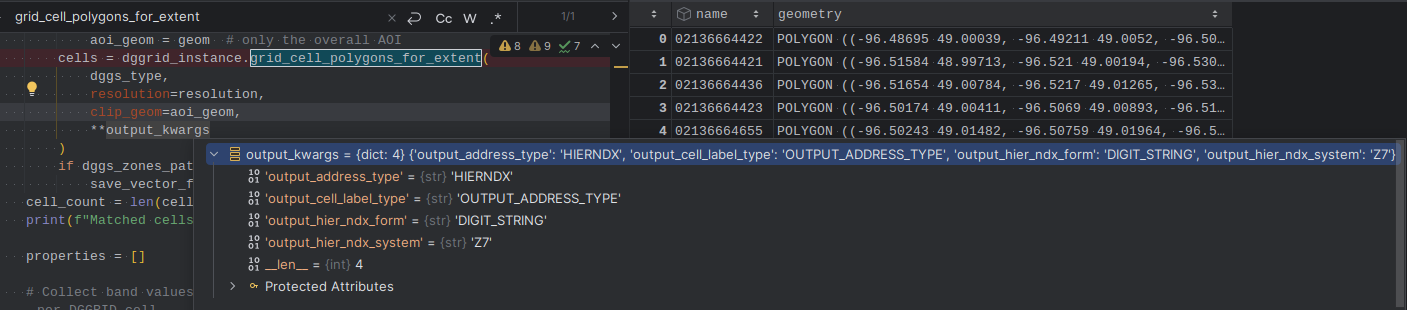 grid_cell_polygons_for_extent
× Cc W .* 1/1
aoi_geom = geom # only the overall AOI
cells = dggrid_instance.grid_cell_polygons_for_extent(
8 9 7
dggs_type,
resolution=resolution,
clip_geom=aoi_geom,
**output_kwargs
)
if dggs_zones_pat
save_vector_f
cell_count = len(cell
print(f"Matched cells
properties = []
# Collect band values
per DGGRID cell
name geometry
0 02136664422 POLYGON ((-96.48695 49.00039, -96.49211 49.0052, -96.50…
1 02136664421 POLYGON ((-96.51584 48.99713, -96.521 49.00194, -96.530…
2 02136664436 POLYGON ((-96.51654 49.00784, -96.5217 49.01265, -96.53…
3 02136664423 POLYGON ((-96.50174 49.00411, -96.5069 49.00893, -96.51…
4 02136664655 POLYGON ((-96.50243 49.01482, -96.50759 49.01964, -96.5…
output_kwargs = {dict: 4} {'output_address_type': 'HIERNDX', 'output_cell_label_type': 'OUTPUT_ADDRESS_TYPE', 'output_hier_ndx_form': 'DIGIT_STRING', 'output_hier_ndx_system': 'Z7'}
'output_address_type' = {str} 'HIERNDX'
'output_cell_label_type' = {str} 'OUTPUT_ADDRESS_TYPE'
'output_hier_ndx_form' = {str} 'DIGIT_STRING'
'output_hier_ndx_system' = {str} 'Z7'
__len__ = {int} 4
Protected Attributes